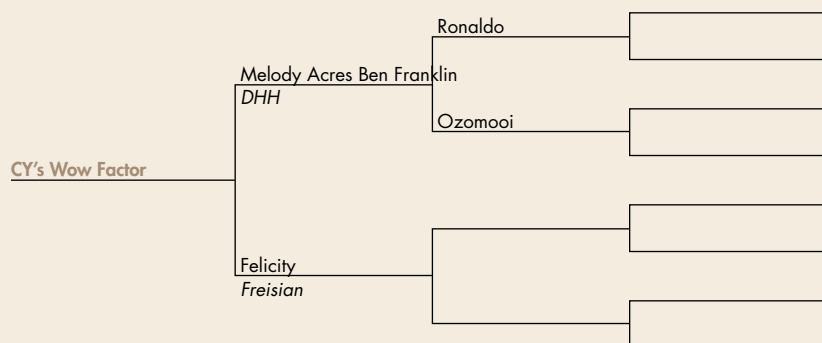 Ronaldo
Melody Acres Ben Franklin
DHH
Ozomooi
CY's Wow Factor
Felicity
Freisian